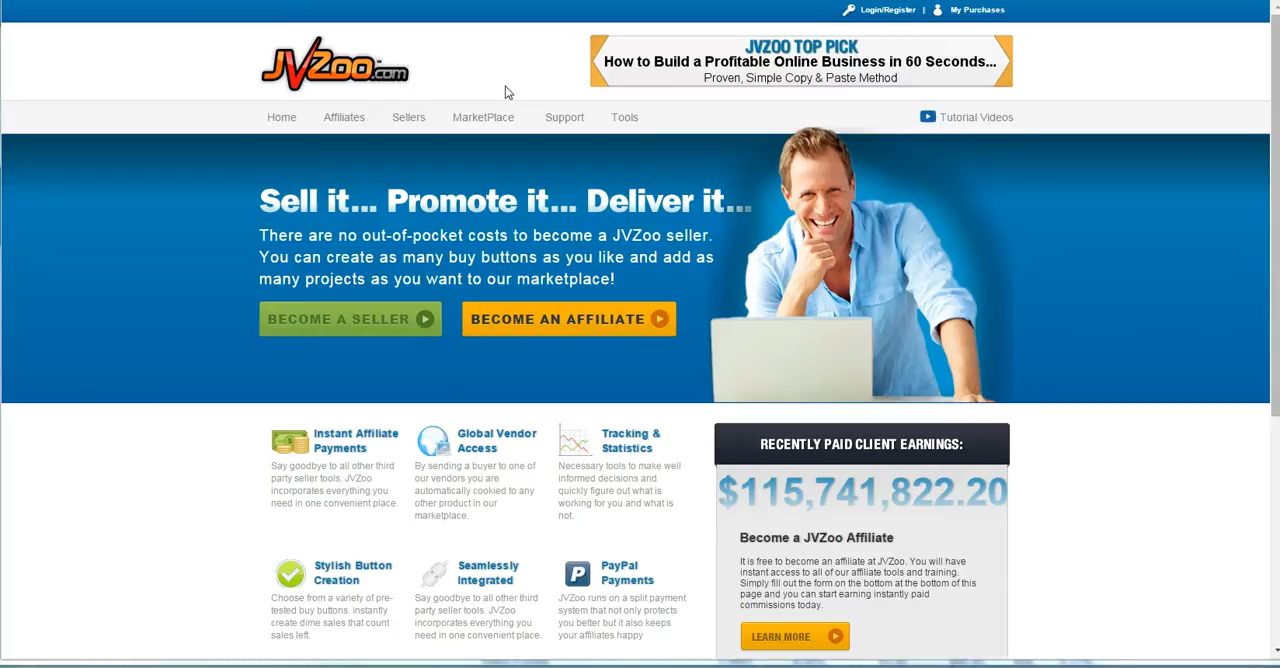 Login/Register | My Purchases
JVZoo.com
JVZOO TOP PICK
How to Build a Profitable Online Business in 60 Seconds...
Proven, Simple Copy & Paste Method
Home Affiliates Sellers MarketPlace Support Tools Tutorial Videos
Sell it... Promote it... Deliver it...
There are no out-of-pocket costs to become a JVZoo seller.
You can create as many buy buttons as you like and add as
many projects as you want to our marketplace!
BECOME A SELLER BECOME AN AFFILIATE
Instant Affiliate
Payments
Say goodbye to all other third
party seller tools. JVZoo
incorporates everything you
need in one convenient place.
Global Vendor
Access
By sending a buyer to one of
our vendors you are
automatically cookied to any
other product in our
marketplace.
Tracking &
Statistics
Necessary tools to make well
informed decisions and
quickly figure out what is
working for you and what is
not.
Stylish Button
Creation
Choose from a variety of pre-
tested buy buttons. instantly
create dime sales that count
sales left.
Seamlessly
Integrated
Say goodbye to all other third
party seller tools. JVZoo
incorporates everything you
need in one convenient place.
PayPal
Payments
JVZoo runs on a split payment
system that not only protects
you better but it also keeps
your affiliates happy
RECENTLY PAID CLIENT EARNINGS:
$115,741,822.20
Become a JVZoo Affiliate
It is free to become an affiliate at JVZoo. You will have
instant access to all of our affiliate tools and training.
Simply fill out the form on the bottom at the bottom of this
page and you can start earning instantly paid
commissions today.
LEARN MORE